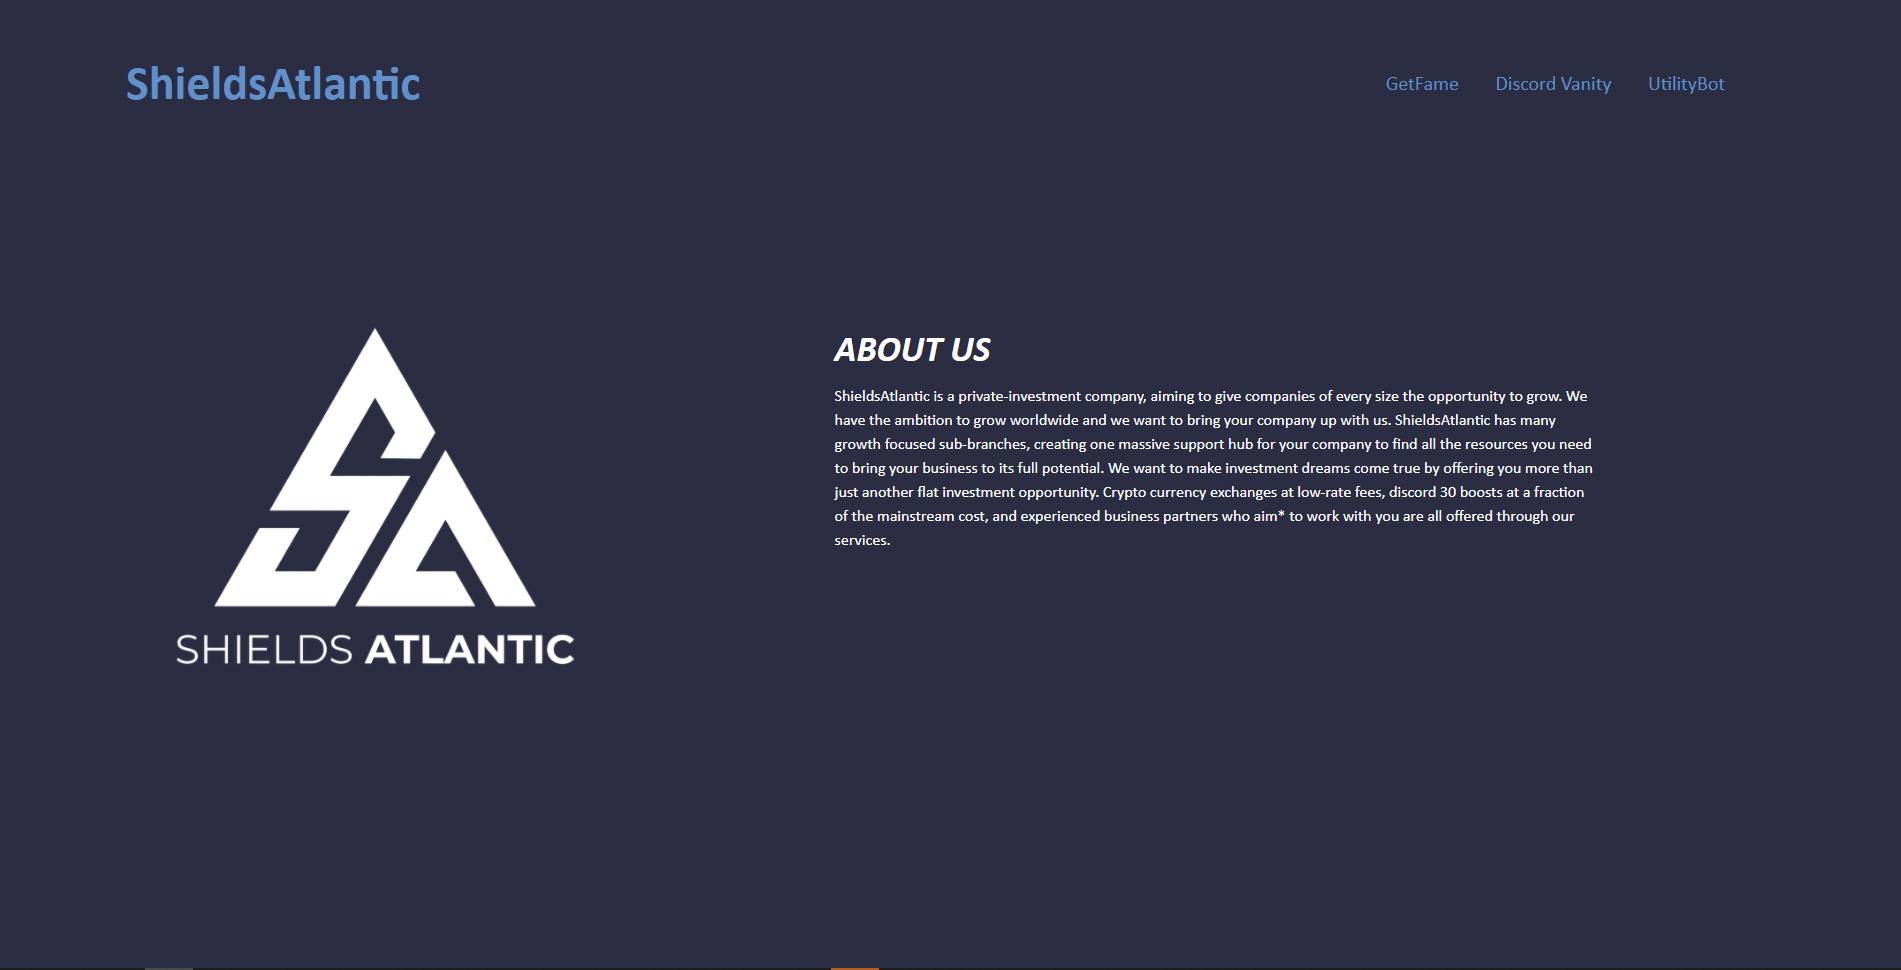 ShieldsAtlantic
GetFame Discord Vanity UtilityBot
ABOUT US
ShieldsAtlantic is a private-investment company, aiming to give companies of every size the opportunity to grow. We
have the ambition to grow worldwide and we want to bring your company up with us. ShieldsAtlantic has many
growth focused sub-branches, creating one massive support hub for your company to find all the resources you need
to bring your business to its full potential. We want to make investment dreams come true by offering you more than
just another flat investment opportunity. Crypto currency exchanges at low-rate fees, discord 30 boosts at a fraction
of the mainstream cost, and experienced business partners who aim* to work with you are all offered through our
services.
SA
SHIELDS ATLANTIC